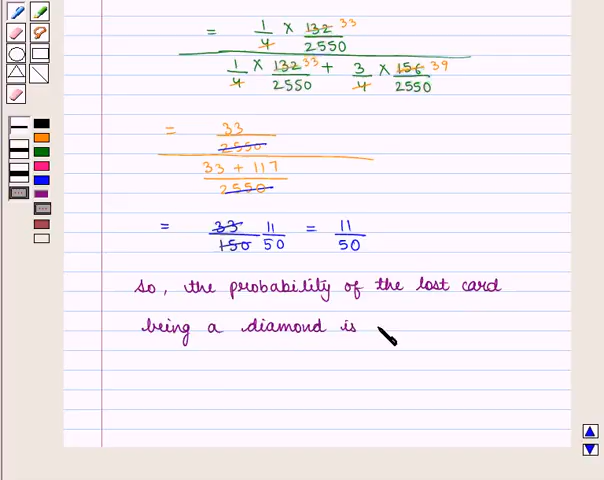 = 1/4 × 132 33/2550
1/4 × 132 33/2550 + 3/4 × 156 39/2550
= 33/2550
33 + 117/2550
= 33/150 11/50 = 11/50
So, the probability of the lost card
being a diamond is